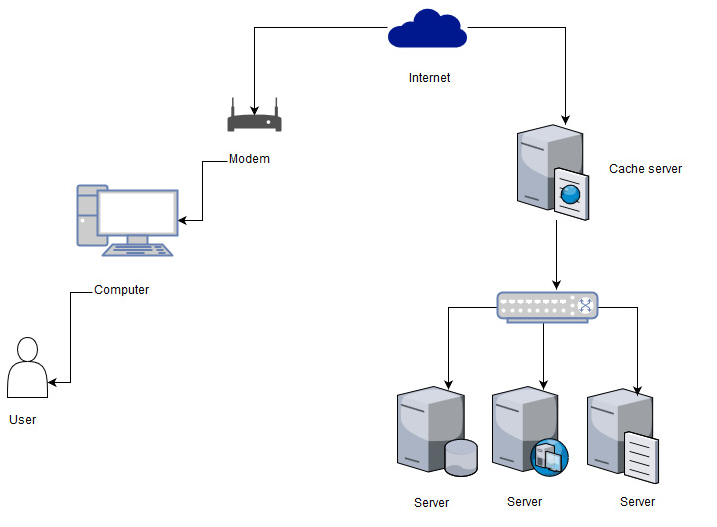 Internet
Modem
Cache server
Computer
User
Server
Server
Server